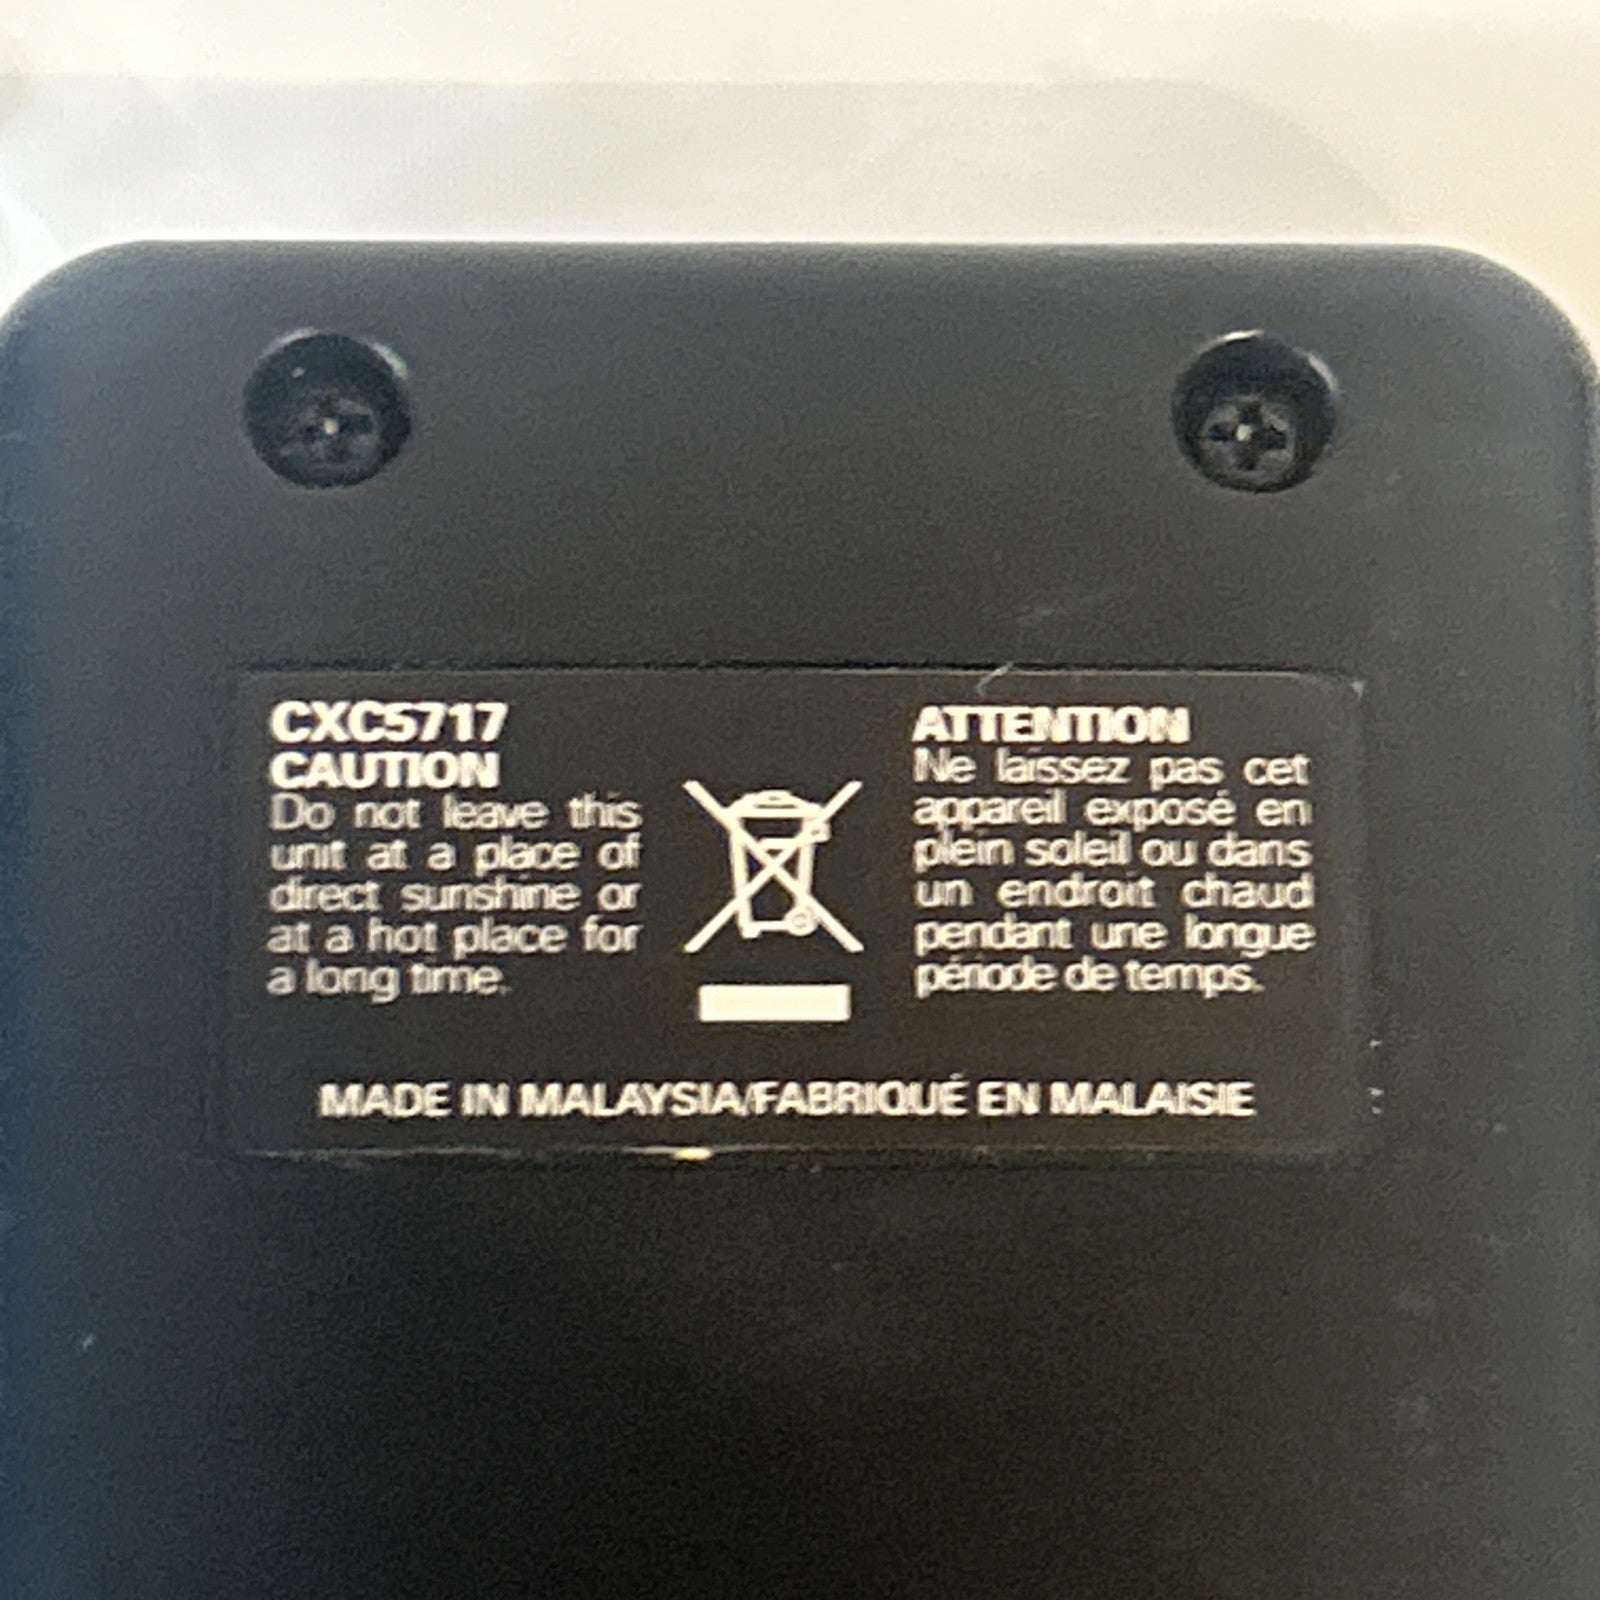 CXC5717
CAUTION
Do not leave this
unit at a place of
direct sunshine or
at a hot place for
a long time.
ATTENTION
Ne laissez pas cet
appareil exposé en
plein soleil ou dans
un endroit chaud
pendant une longue
période de temps.
MADE IN MALAYSIA/FABRIQUÉ EN MALAISIE